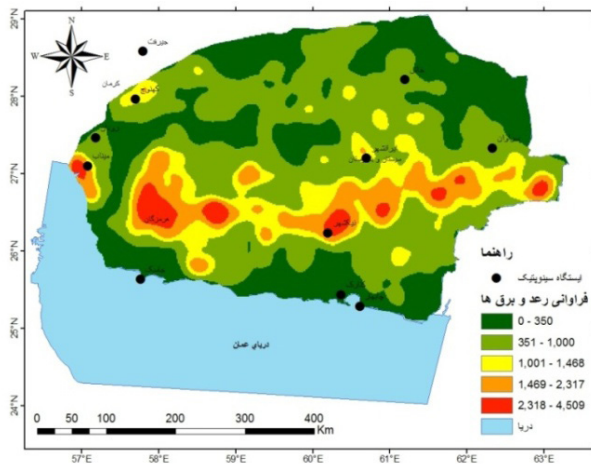 29°N
28°N
27°N
26°N
25°N
24°N
N
W E
S
جیرفت
کرمان
کهنوج
میناب
ایرانشهر
هرمزگان
دریای عمان
راهنما
ایستگاه سینوپتیک
فراوانی رعد و برق ها
0 - 350
351 - 1,000
1,001 - 1,468
1,469 - 2,317
2,318 - 4,509
دریا
0 50 100 200 300 400
Km
57°E 58°E 59°E 60°E 61°E 62°E 63°E